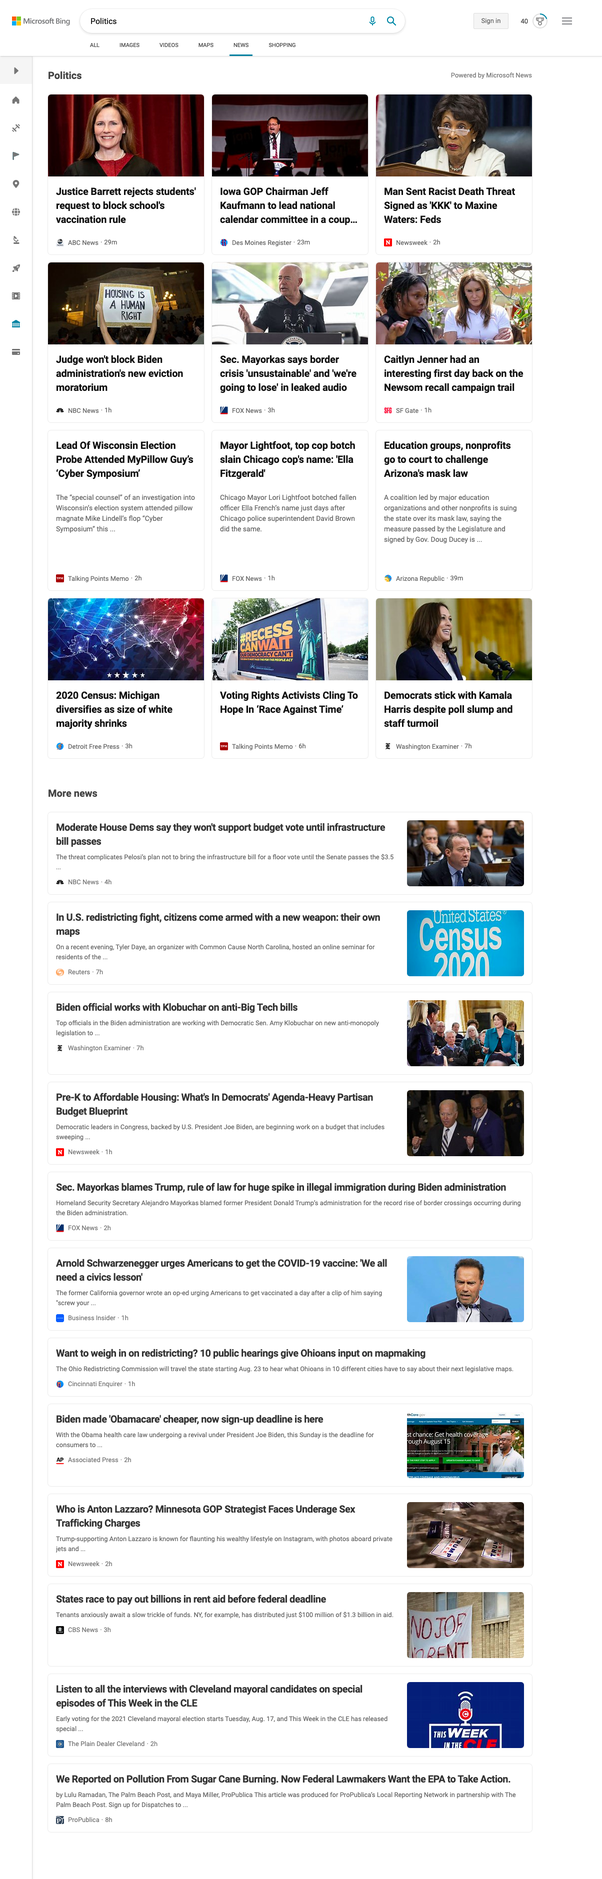 Microsoft Bing
Politics
Sign in
40
ALL IMAGES VIDEOS MAPS NEWS SHOPPING
Politics
Powered by Microsoft News
Justice Barrett rejects students'
request to block school's
vaccination rule
ABC News · 29m
Iowa GOP Chairman Jeff
Kaufmann to lead national
calendar committee in a coup...
Des Moines Register · 23m
Man Sent Racist Death Threat
Signed as 'KKK' to Maxine
Waters: Feds
Newsweek · 2h
HOUSING IS
A HUMAN
RIGHT
Judge won't block Biden
administration's new eviction
moratorium
NBC News · 1h
Sec. Mayorkas says border
crisis 'unsustainable' and 'we're
going to lose' in leaked audio
FOX News · 3h
Caitlyn Jenner had an
interesting first day back on the
Newsom recall campaign trail
SF Gate · 1h
Lead Of Wisconsin Election
Probe Attended MyPillow Guy's
'Cyber Symposium'
The "special counsel" of an investigation into
Wisconsin's election system attended pillow
magnate Mike Lindell's flop "Cyber
Symposium" this ...
Talking Points Memo · 2h
Mayor Lightfoot, top cop botch
slain Chicago cop's name: 'Ella
Fitzgerald'
Chicago Mayor Lori Lightfoot botched fallen
officer Ella French's name just days after
Chicago police superintendent David Brown
did the same.
FOX News · 1h
Education groups, nonprofits
go to court to challenge
Arizona's mask law
A coalition led by major education
organizations and other nonprofits is suing
the state over its mask law, saying the
measure passed by the Legislature and
signed by Gov. Doug Ducey is ...
Arizona Republic · 39m
2020 Census: Michigan
diversifies as size of white
majority shrinks
Detroit Free Press · 3h
#RECESS
CANWAIT
DEMOCRACY CAN'T
Voting Rights Activists Cling To
Hope In 'Race Against Time'
Talking Points Memo · 6h
Democrats stick with Kamala
Harris despite poll slump and
staff turmoil
Washington Examiner · 7h
More news
Moderate House Dems say they won't support budget vote until infrastructure
bill passes
The threat complicates Pelosi's plan not to bring the infrastructure bill for a floor vote until the Senate passes the $3.5
...
NBC News · 4h
In U.S. redistricting fight, citizens come armed with a new weapon: their own
maps
On a recent evening, Tyler Daye, an organizer with Common Cause North Carolina, hosted an online seminar for
residents of the ...
Reuters · 7h
United States
Census
2020
Biden official works with Klobuchar on anti-Big Tech bills
Top officials in the Biden administration are working with Democratic Sen. Amy Klobuchar on new anti-monopoly
legislation to ...
Washington Examiner · 7h
Pre-K to Affordable Housing: What's In Democrats' Agenda-Heavy Partisan
Budget Blueprint
Democratic leaders in Congress, backed by U.S. President Joe Biden, are beginning work on a budget that includes
sweeping ...
Newsweek · 1h
Sec. Mayorkas blames Trump, rule of law for huge spike in illegal immigration during Biden administration
Homeland Security Secretary Alejandro Mayorkas blamed former President Donald Trump's administration for the record rise of border crossings occurring during
the Biden administration.
FOX News · 2h
Arnold Schwarzenegger urges Americans to get the COVID-19 vaccine: 'We all
need a civics lesson'
The former California governor wrote an op-ed urging Americans to get vaccinated a day after a clip of him saying
"screw your ...
Business Insider · 1h
Want to weigh in on redistricting? 10 public hearings give Ohioans input on mapmaking
The Ohio Redistricting Commission will travel the state starting Aug. 23 to hear what Ohioans in 10 different cities have to say about their next legislative maps.
Cincinnati Enquirer · 1h
Biden made 'Obamacare' cheaper, now sign-up deadline is here
With the Obama health care law undergoing a revival under President Joe Biden, this Sunday is the deadline for
consumers to ...
AP Associated Press · 2h
st chance: Get health coverage
rough August 15
Who is Anton Lazzaro? Minnesota GOP Strategist Faces Underage Sex
Trafficking Charges
Trump-supporting Anton Lazzaro is known for flaunting his wealthy lifestyle on Instagram, with photos aboard private
jets and ...
Newsweek · 2h
TRUMP
States race to pay out billions in rent aid before federal deadline
Tenants anxiously await a slow trickle of funds. NY, for example, has distributed just $100 million of $1.3 billion in aid.
CBS News · 3h
NO JOB
RENT
Listen to all the interviews with Cleveland mayoral candidates on special
episodes of This Week in the CLE
Early voting for the 2021 Cleveland mayoral election starts Tuesday, Aug. 17, and This Week in the CLE has released
special ...
The Plain Dealer Cleveland · 2h
THIS WEEK
IN THE CLE
We Reported on Pollution From Sugar Cane Burning. Now Federal Lawmakers Want the EPA to Take Action.
by Lulu Ramadan, The Palm Beach Post, and Maya Miller, ProPublica This article was produced for ProPublica's Local Reporting Network in partnership with The
Palm Beach Post. Sign up for Dispatches to ...
ProPublica · 8h